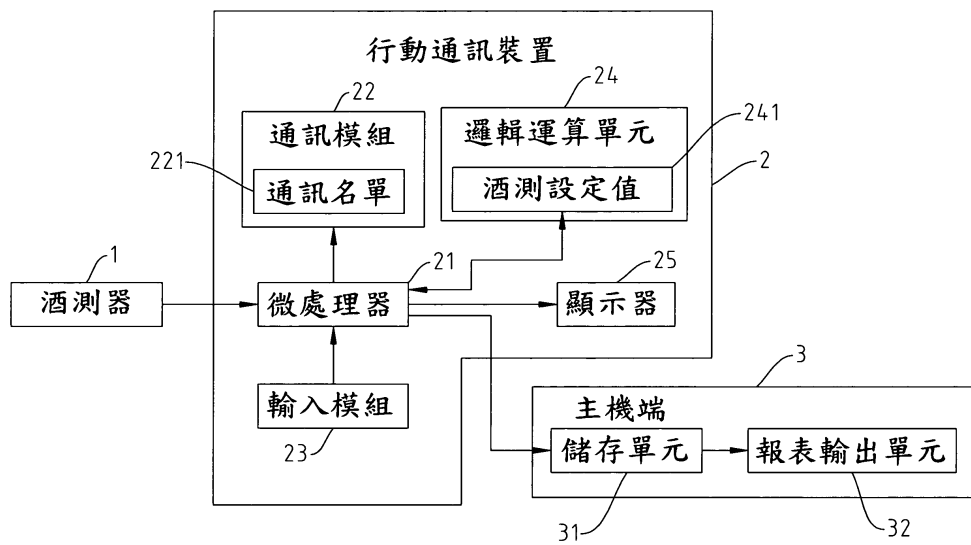 行動通訊裝置
22
通訊模組
221
通訊名單
24
邏輯運算單元
241
酒測設定值
2
1
酒測器
21
微處理器
25
顯示器
輸入模組
23
3
主機端
儲存單元
31
報表輸出單元
32